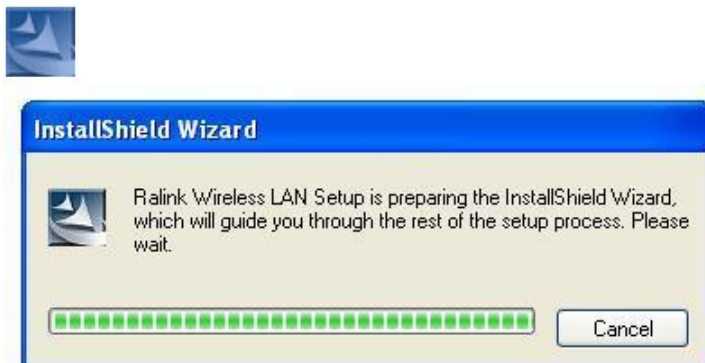 InstallShield Wizard
Ralink Wireless LAN Setup is preparing the InstallShield Wizard,
which will guide you through the rest of the setup process. Please
wait.
Cancel